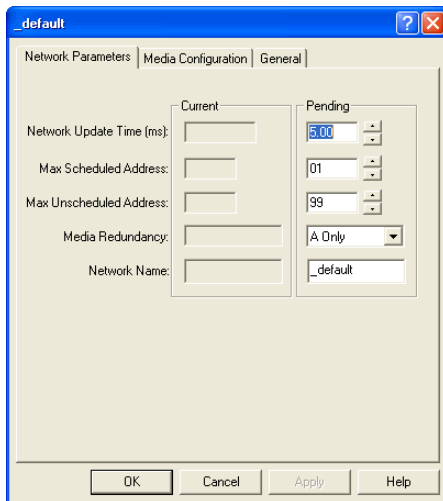 _default
Network Parameters Media Configuration General
Current Pending
Network Update Time (ms): 5.00
Max Scheduled Address: 01
Max Unscheduled Address: 99
Media Redundancy: A Only
Network Name: _default
OK Cancel Apply Help